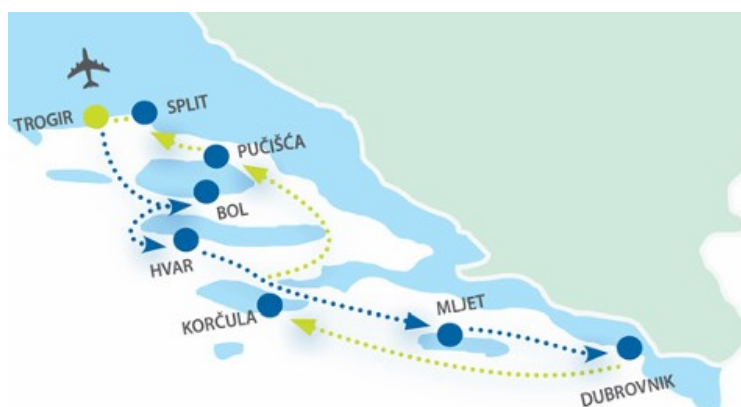 SPLIT
TROGIR
PUČIŠĆA
BOL
HVAR
MLJET
KORČULA
DUBROVNIK